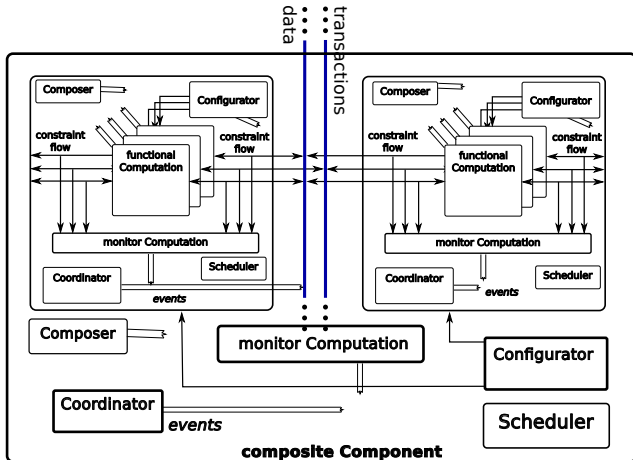 data
transactions
Composer
Configurator
constraint
flow
functional
Computation
constraint
flow
monitor Computation
Scheduler
Coordinator
events
Composer
Configurator
constraint
flow
functional
Computation
constraint
flow
monitor Computation
Scheduler
Coordinator
events
Composer
monitor Computation
Configurator
Coordinator
events
Scheduler
composite Component